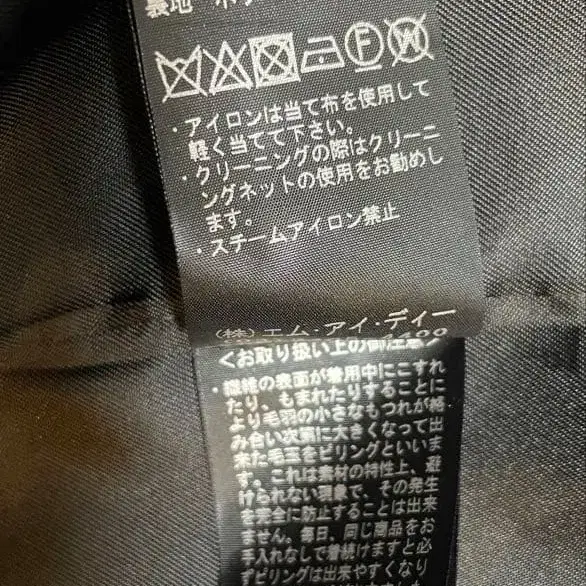 裏地 ポ
F W
・アイロンは当て布を使用して
軽く当てて下さい。
・クリーニングの際はクリーニ
ングネットの使用をお勧めし
ます。
・スチームアイロン禁止
(株)エム・アイ・ディー
<お取り扱い上の御注意>
・繊維の表面が着用中にこすれ
たり、もまれたりすることに
より毛羽の小さなもつれが絡
み合い次第に大きくなって出
来た毛玉をピリングといいま
す。これは素材の特性上、避
けられない現象で、その発生
を完全に防止することは出来
ません。毎日、同じ商品をお
手入れなしで着続けますと必
ずピリングは出来やすくなり